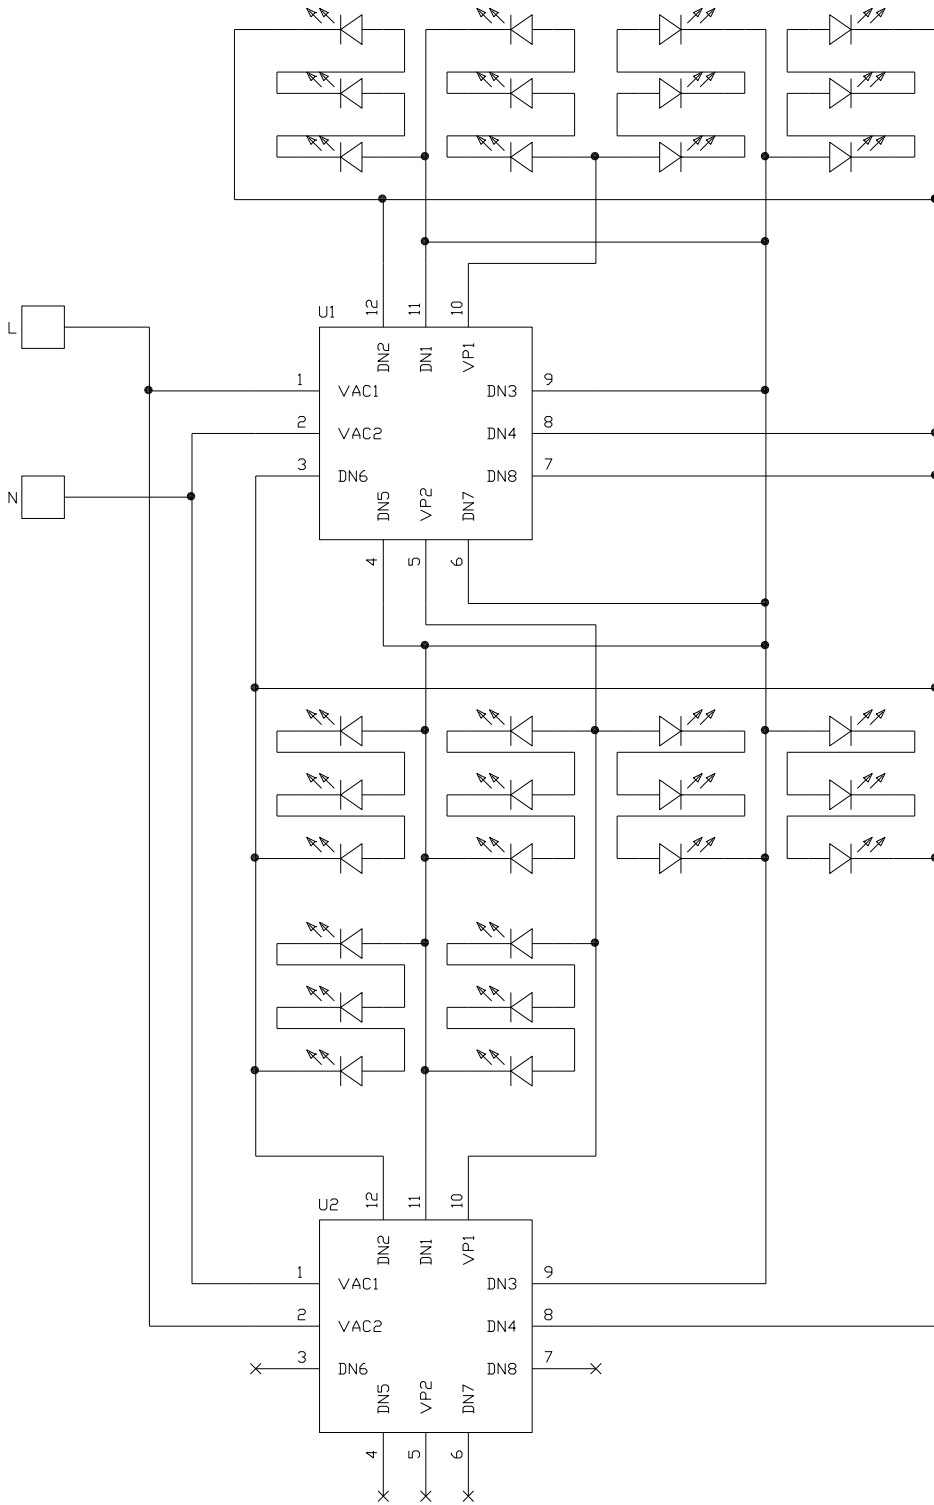 12
11
10
U1
L
DN2
DN1
VP1
1
VAC1
DN3
9
2
VAC2
DN4
8
3
DN6
DN8
7
N
DN5
VP2
DN7
4
5
6
12
11
10
U2
DN2
DN1
VP1
1
VAC1
DN3
9
2
VAC2
DN4
8
3
DN6
DN8
7
DN5
VP2
DN7
4
5
6